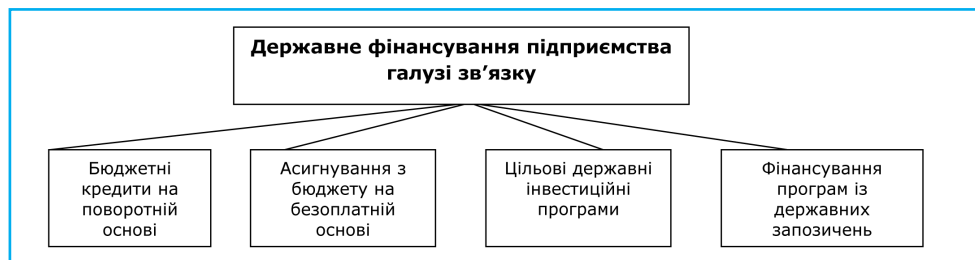 Державне фінансування підприємства
галузі зв’язку
Бюджетні
кредити на
поворотній
основі
Асигнування з
бюджету на
безоплатній
основі
Цільові державні
інвестиційні
програми
Фінансування
програм із
державних
запозичень